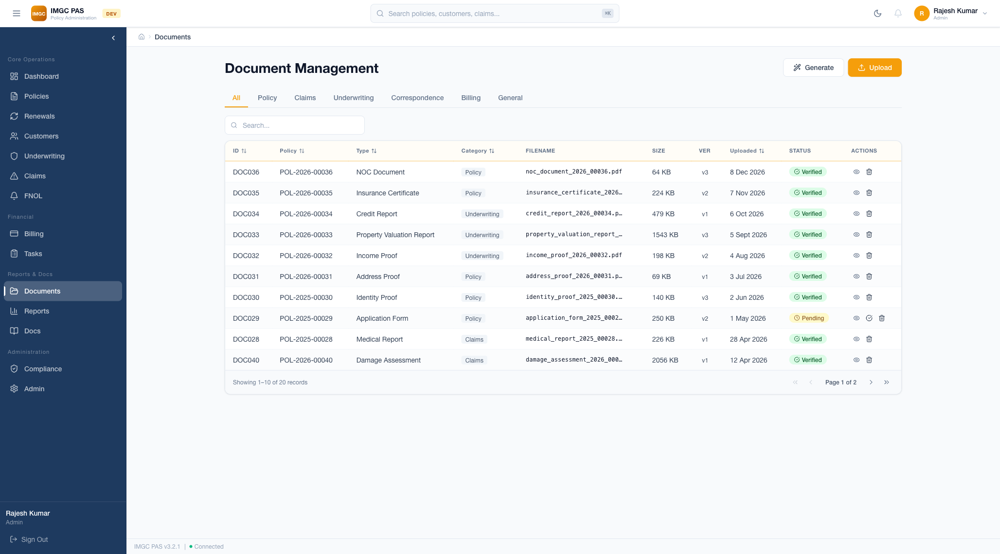 IMGC
IMGC PAS
Policy Administration
DEV
Search policies, customers, claims...
⌘K
R
Rajesh Kumar
Admin
Core Operations
Dashboard
Policies
Renewals
Customers
Underwriting
Claims
FNOL
Financial
Billing
Tasks
Reports & Docs
Documents
Reports
Docs
Administration
Compliance
Admin
Rajesh Kumar
Admin
Sign Out
Documents
Document Management
Generate
Upload
All Policy Claims Underwriting Correspondence Billing General
Search...
ID Policy Type Category FILENAME SIZE VER Uploaded STATUS ACTIONS
DOC036 POL-2026-00036 NOC Document Policy noc_document_2026_00036.pdf 64 KB v3 8 Dec 2026 Verified
DOC035 POL-2026-00035 Insurance Certificate Policy insurance_certificate_2026… 224 KB v2 7 Nov 2026 Verified
DOC034 POL-2026-00034 Credit Report Underwriting credit_report_2026_00034.p… 479 KB v1 6 Oct 2026 Verified
DOC033 POL-2026-00033 Property Valuation Report Underwriting property_valuation_report_… 1543 KB v3 5 Sept 2026 Verified
DOC032 POL-2026-00032 Income Proof Underwriting income_proof_2026_00032.pdf 198 KB v2 4 Aug 2026 Verified
DOC031 POL-2026-00031 Address Proof Policy address_proof_2026_00031.p… 69 KB v1 3 Jul 2026 Verified
DOC030 POL-2025-00030 Identity Proof Policy identity_proof_2025_00030.… 140 KB v3 2 Jun 2026 Verified
DOC029 POL-2025-00029 Application Form Policy application_form_2025_0002… 250 KB v2 1 May 2026 Pending
DOC028 POL-2025-00028 Medical Report Claims medical_report_2025_00028.… 226 KB v1 28 Apr 2026 Verified
DOC040 POL-2026-00040 Damage Assessment Claims damage_assessment_2026_000… 2056 KB v1 12 Apr 2026 Verified
Showing 1–10 of 20 records
Page 1 of 2
IMGC PAS v3.2.1 | Connected